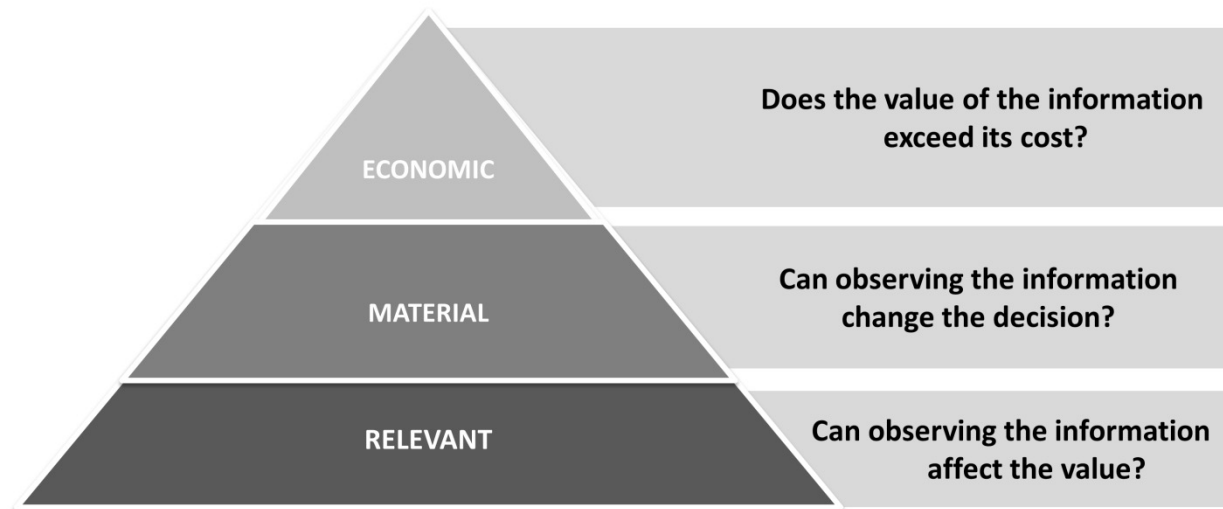 Does the value of the information
exceed its cost?
ECONOMIC
Can observing the information
change the decision?
MATERIAL
Can observing the information
affect the value?
RELEVANT